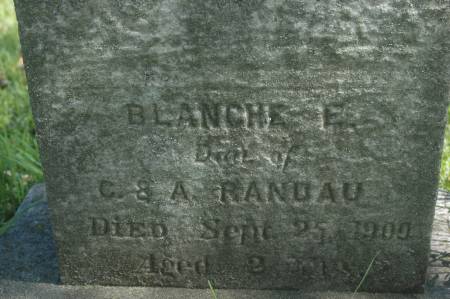 BLANCHE E.
Dau. of
C. & A. RANDAU
DIED Sept. 25, 1900
Aged 2